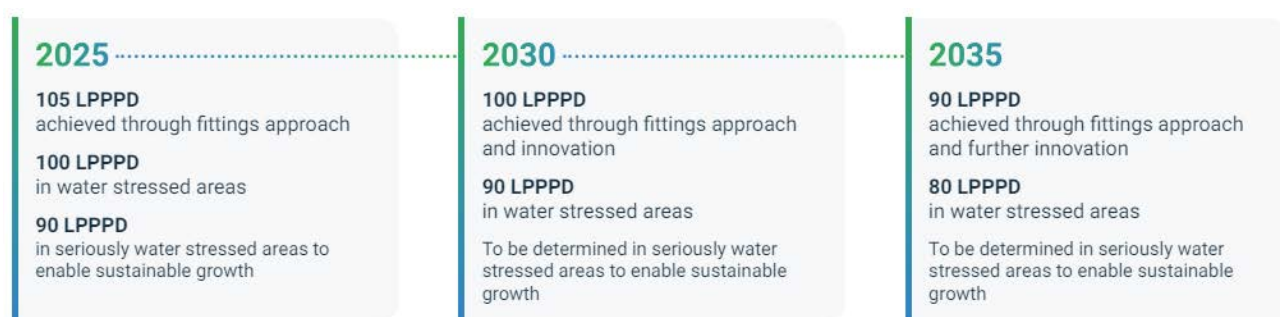 2025
105 LPPPD
achieved through fittings approach
100 LPPPD
in water stressed areas
90 LPPPD
in seriously water stressed areas to
enable sustainable growth
2030
100 LPPPD
achieved through fittings approach
and innovation
90 LPPPD
in water stressed areas
To be determined in seriously water
stressed areas to enable sustainable
growth
2035
90 LPPPD
achieved through fittings approach
and further innovation
80 LPPPD
in water stressed areas
To be determined in seriously water
stressed areas to enable sustainable
growth